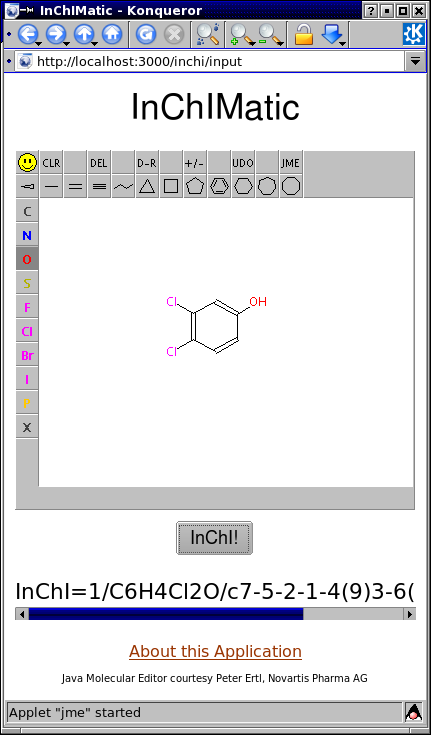 InChIMatic - Konqueror
http://localhost:3000/inchi/input
InChIMatic
CLR DEL D-R +/- UDO JME
C
N
O
S
F
Cl
Br
I
P
X
Cl OH
Cl
InChI!
InChI=1/C6H4Cl2O/c7-5-2-1-4(9)3-6(
About this Application
Java Molecular Editor courtesy Peter Ertl, Novartis Pharma AG
Applet "jme" started